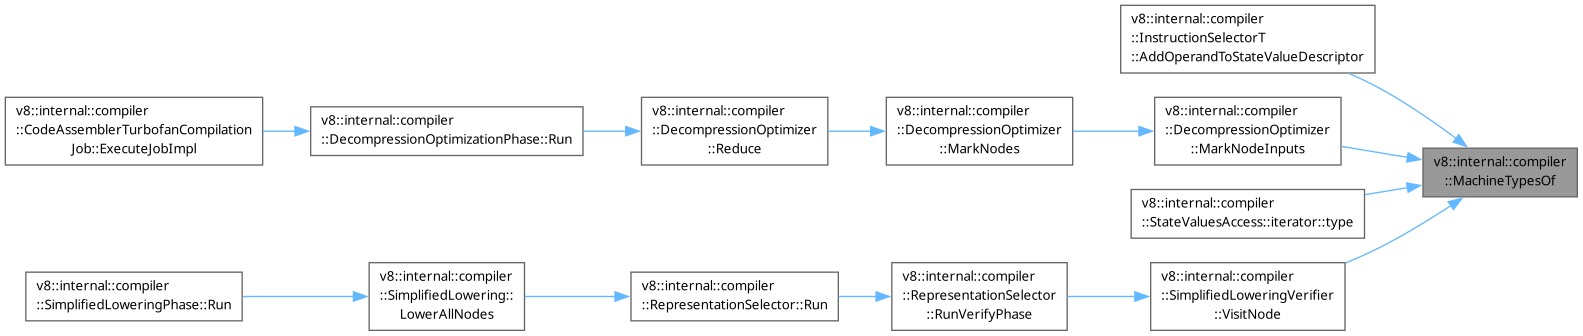 v8::internal::compiler
::InstructionSelectorT
::AddOperandToStateValueDescriptor
v8::internal::compiler
::CodeAssemblerTurbofanCompilation
Job::ExecuteJobImpl
v8::internal::compiler
::DecompressionOptimizationPhase::Run
v8::internal::compiler
::DecompressionOptimizer
::Reduce
v8::internal::compiler
::DecompressionOptimizer
::MarkNodes
v8::internal::compiler
::DecompressionOptimizer
::MarkNodeInputs
v8::internal::compiler
::MachineTypesOf
v8::internal::compiler
::StateValuesAccess::iterator::type
v8::internal::compiler
::SimplifiedLoweringPhase::Run
v8::internal::compiler
::SimplifiedLowering::
LowerAllNodes
v8::internal::compiler
::RepresentationSelector::Run
v8::internal::compiler
::RepresentationSelector
::RunVerifyPhase
v8::internal::compiler
::SimplifiedLoweringVerifier
::VisitNode